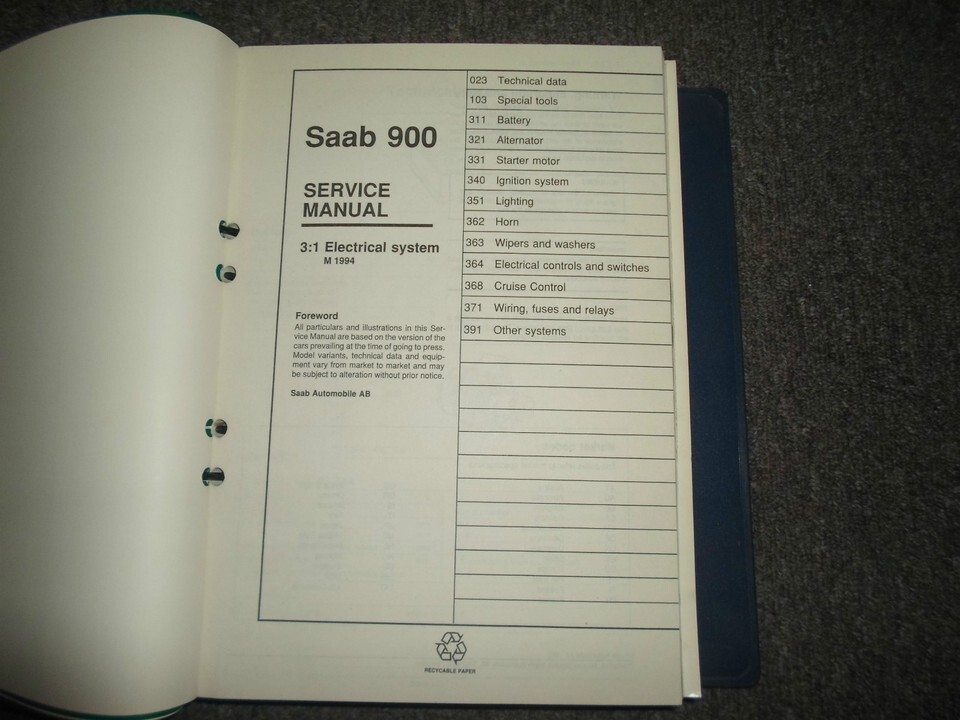 Saab 900
SERVICE
MANUAL
3:1 Electrical system
M 1994
Foreword
All particulars and illustrations in this Ser-
vice Manual are based on the version of the
cars prevailing at the time of going to press.
Model variants, technical data and equip-
ment vary from market to market and may
be subject to alteration without prior notice.
Saab Automobile AB
023 Technical data
103 Special tools
311 Battery
321 Alternator
331 Starter motor
340 Ignition system
351 Lighting
362 Horn
363 Wipers and washers
364 Electrical controls and switches
368 Cruise Control
371 Wiring, fuses and relays
391 Other systems
RECYCABLE PAPER